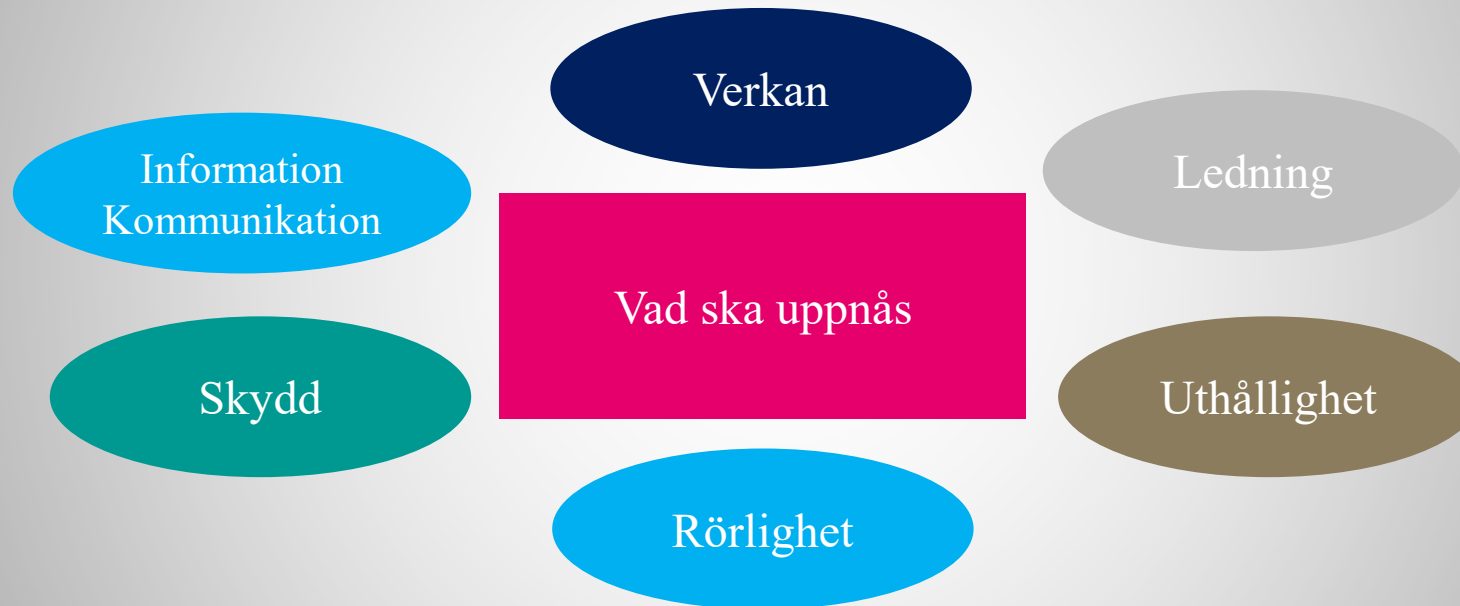 Verkan
Information
Kommunikation
Ledning
Vad ska uppnås
Skydd
Uthållighet
Rörlighet